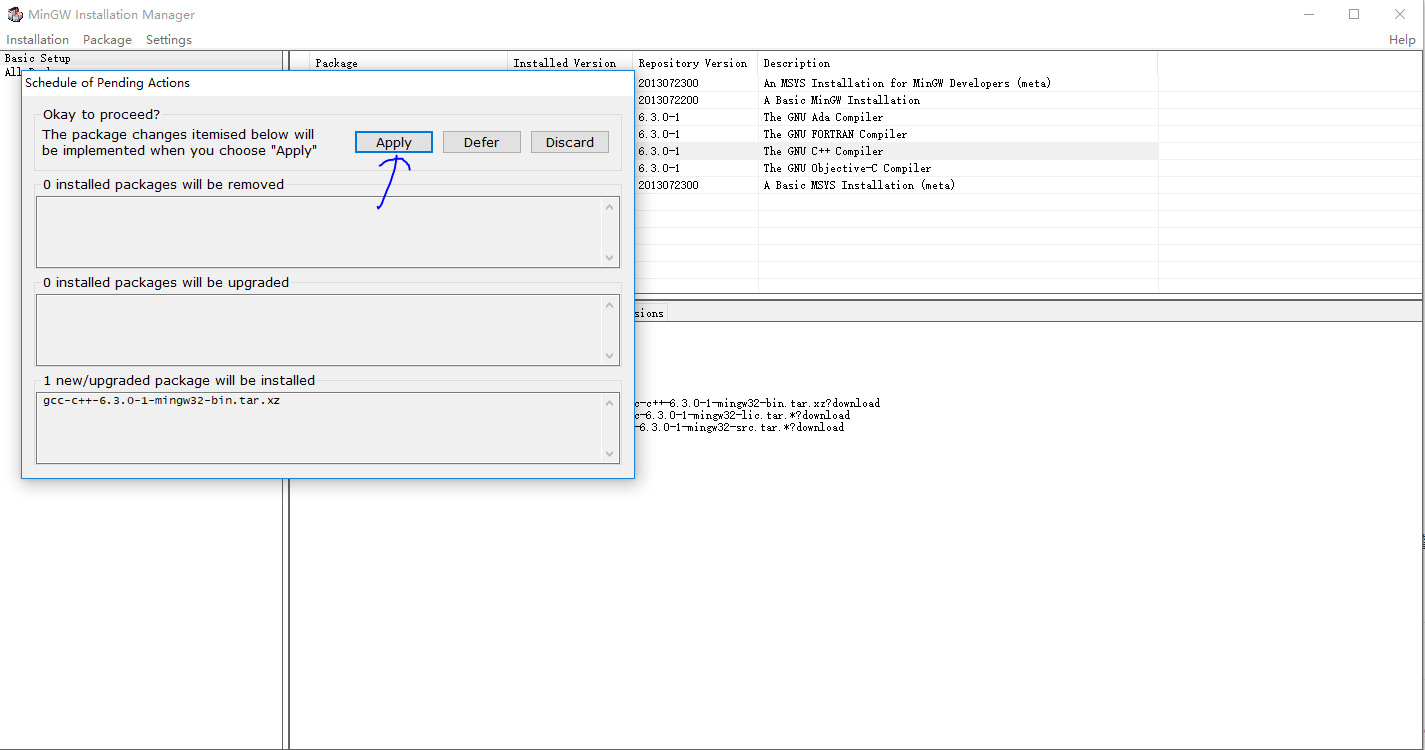 MinGW Installation Manager
Installation Package Settings Help
Basic Setup
All
Package Installed Version Repository Version Description
Schedule of Pending Actions
Okay to proceed?
The package changes itemised below will
be implemented when you choose "Apply"
Apply Defer Discard
0 installed packages will be removed
0 installed packages will be upgraded
1 new/upgraded package will be installed
gcc-c++-6.3.0-1-mingw32-bin.tar.xz
2013072300 An MSYS Installation for MinGW Developers (meta)
2013072200 A Basic MinGW Installation
6.3.0-1 The GNU Ada Compiler
6.3.0-1 The GNU FORTRAN Compiler
6.3.0-1 The GNU C++ Compiler
6.3.0-1 The GNU Objective-C Compiler
2013072300 A Basic MSYS Installation (meta)
sions
c-c++-6.3.0-1-mingw32-bin.tar.xz?download
c-6.3.0-1-mingw32-lic.tar.*?download
-6.3.0-1-mingw32-src.tar.*?download